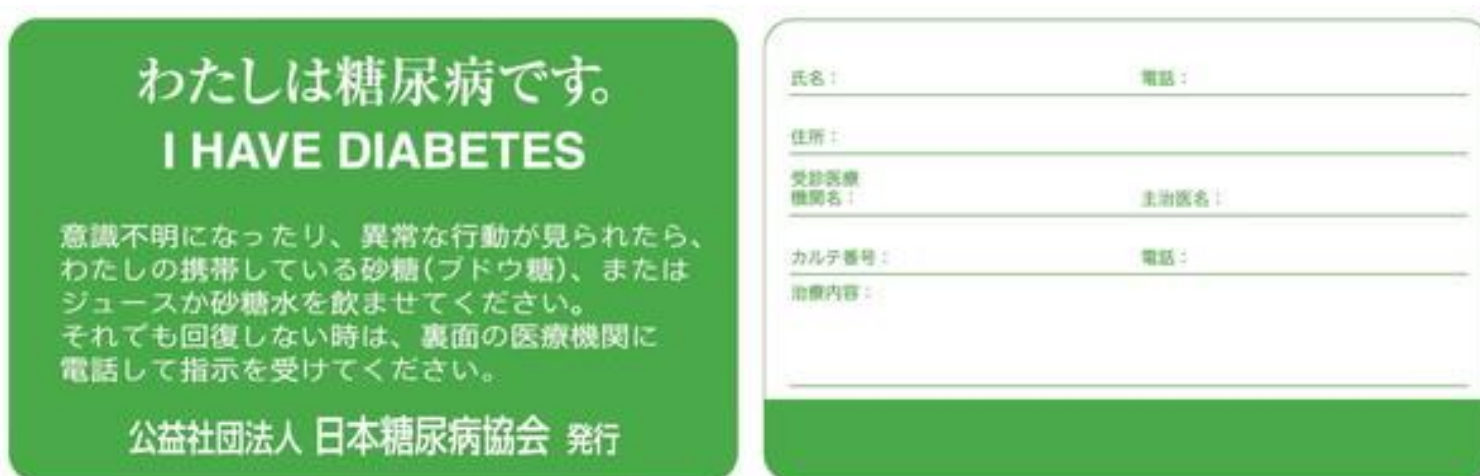 わたしは糖尿病です。
I HAVE DIABETES
意識不明になったり、異常な行動が見られたら、
わたしの携帯している砂糖(ブドウ糖)、または
ジュースか砂糖水を飲ませてください。
それでも回復しない時は、裏面の医療機関に
電話して指示を受けてください。
公益社団法人 日本糖尿病協会 発行
氏名： 電話：
住所：
受診医療
機関名： 主治医名：
カルテ番号： 電話：
治療内容：